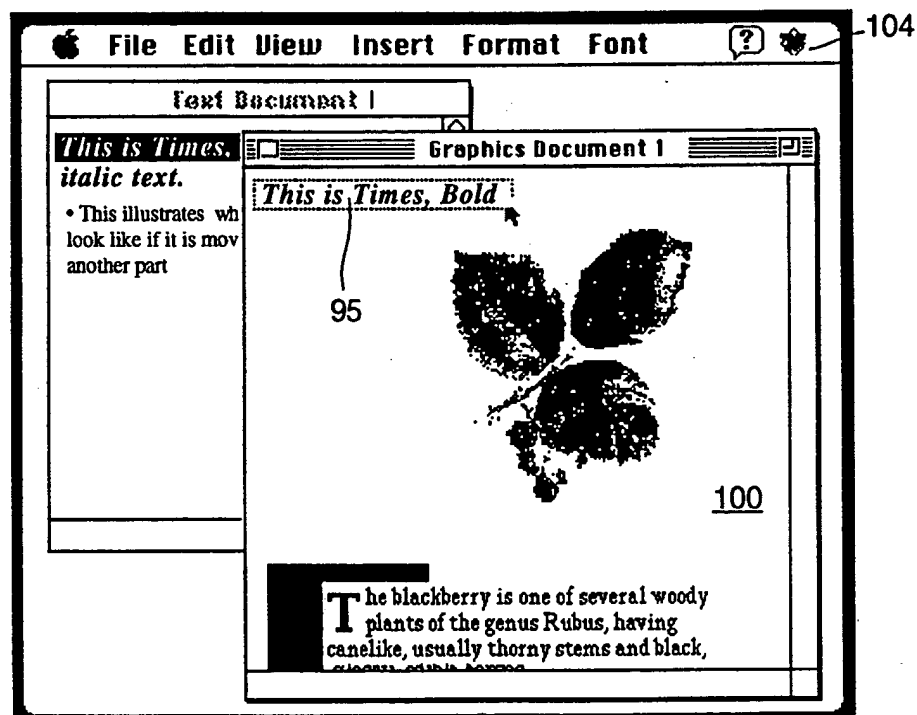 File Edit View Insert Format Font ?
104
Text Document 1
This is Times,
italic text.
• This illustrates wh
look like if it is mov
another part
Graphics Document 1
This is Times, Bold
95
100
The blackberry is one of several woody
plants of the genus Rubus, having
canelike, usually thorny stems and black,